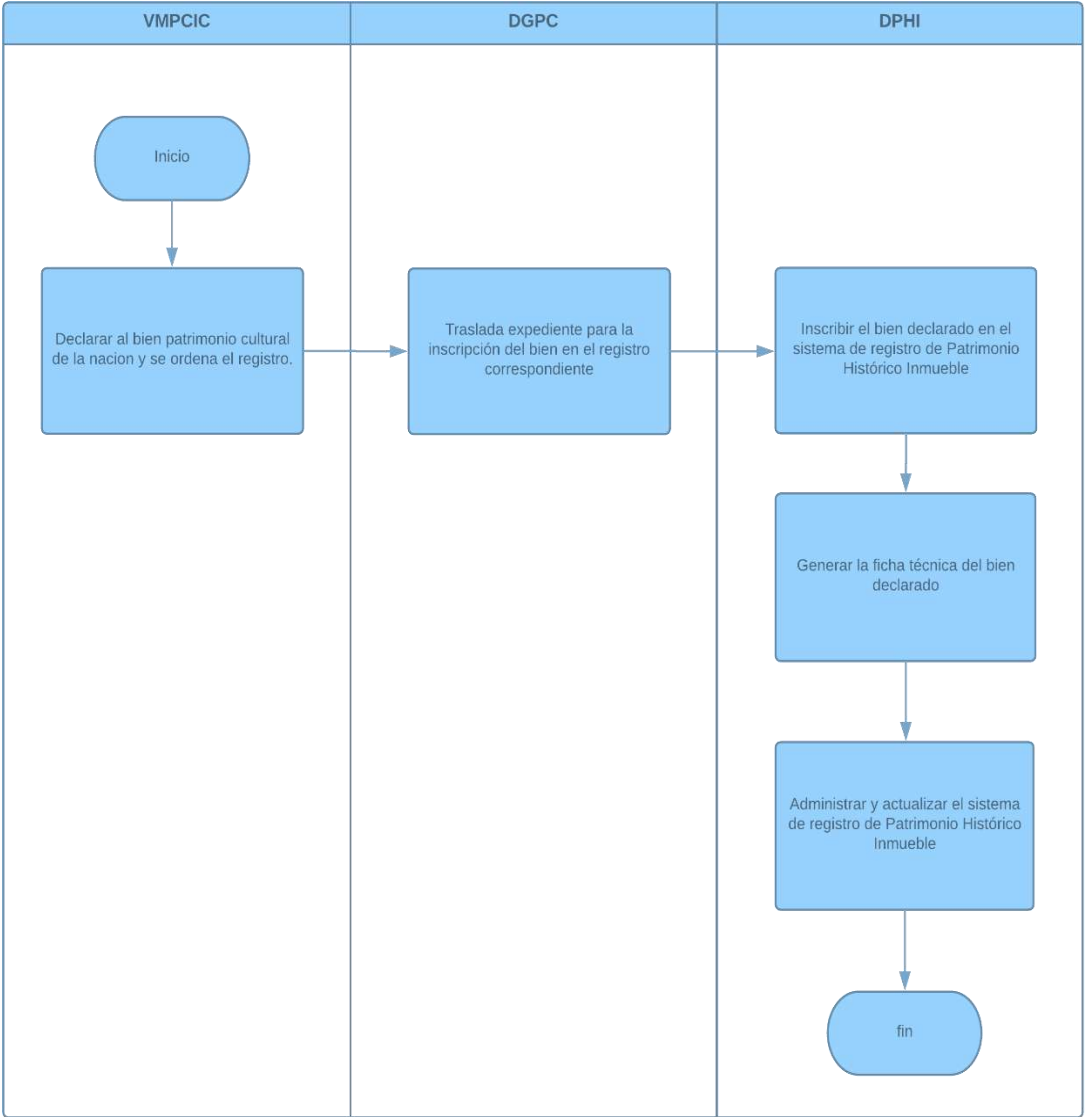 VMPCIC
DGPC
DPHI
Inicio
Declarar al bien patrimonio cultural
de la nacion y se ordena el registro.
Traslada expediente para la
inscripción del bien en el registro
correspondiente
Inscribir el bien declarado en el
sistema de registro de Patrimonio
Histórico Inmueble
Generar la ficha técnica del bien
declarado
Administrar y actualizar el sistema
de registro de Patrimonio Histórico
Inmueble
fin